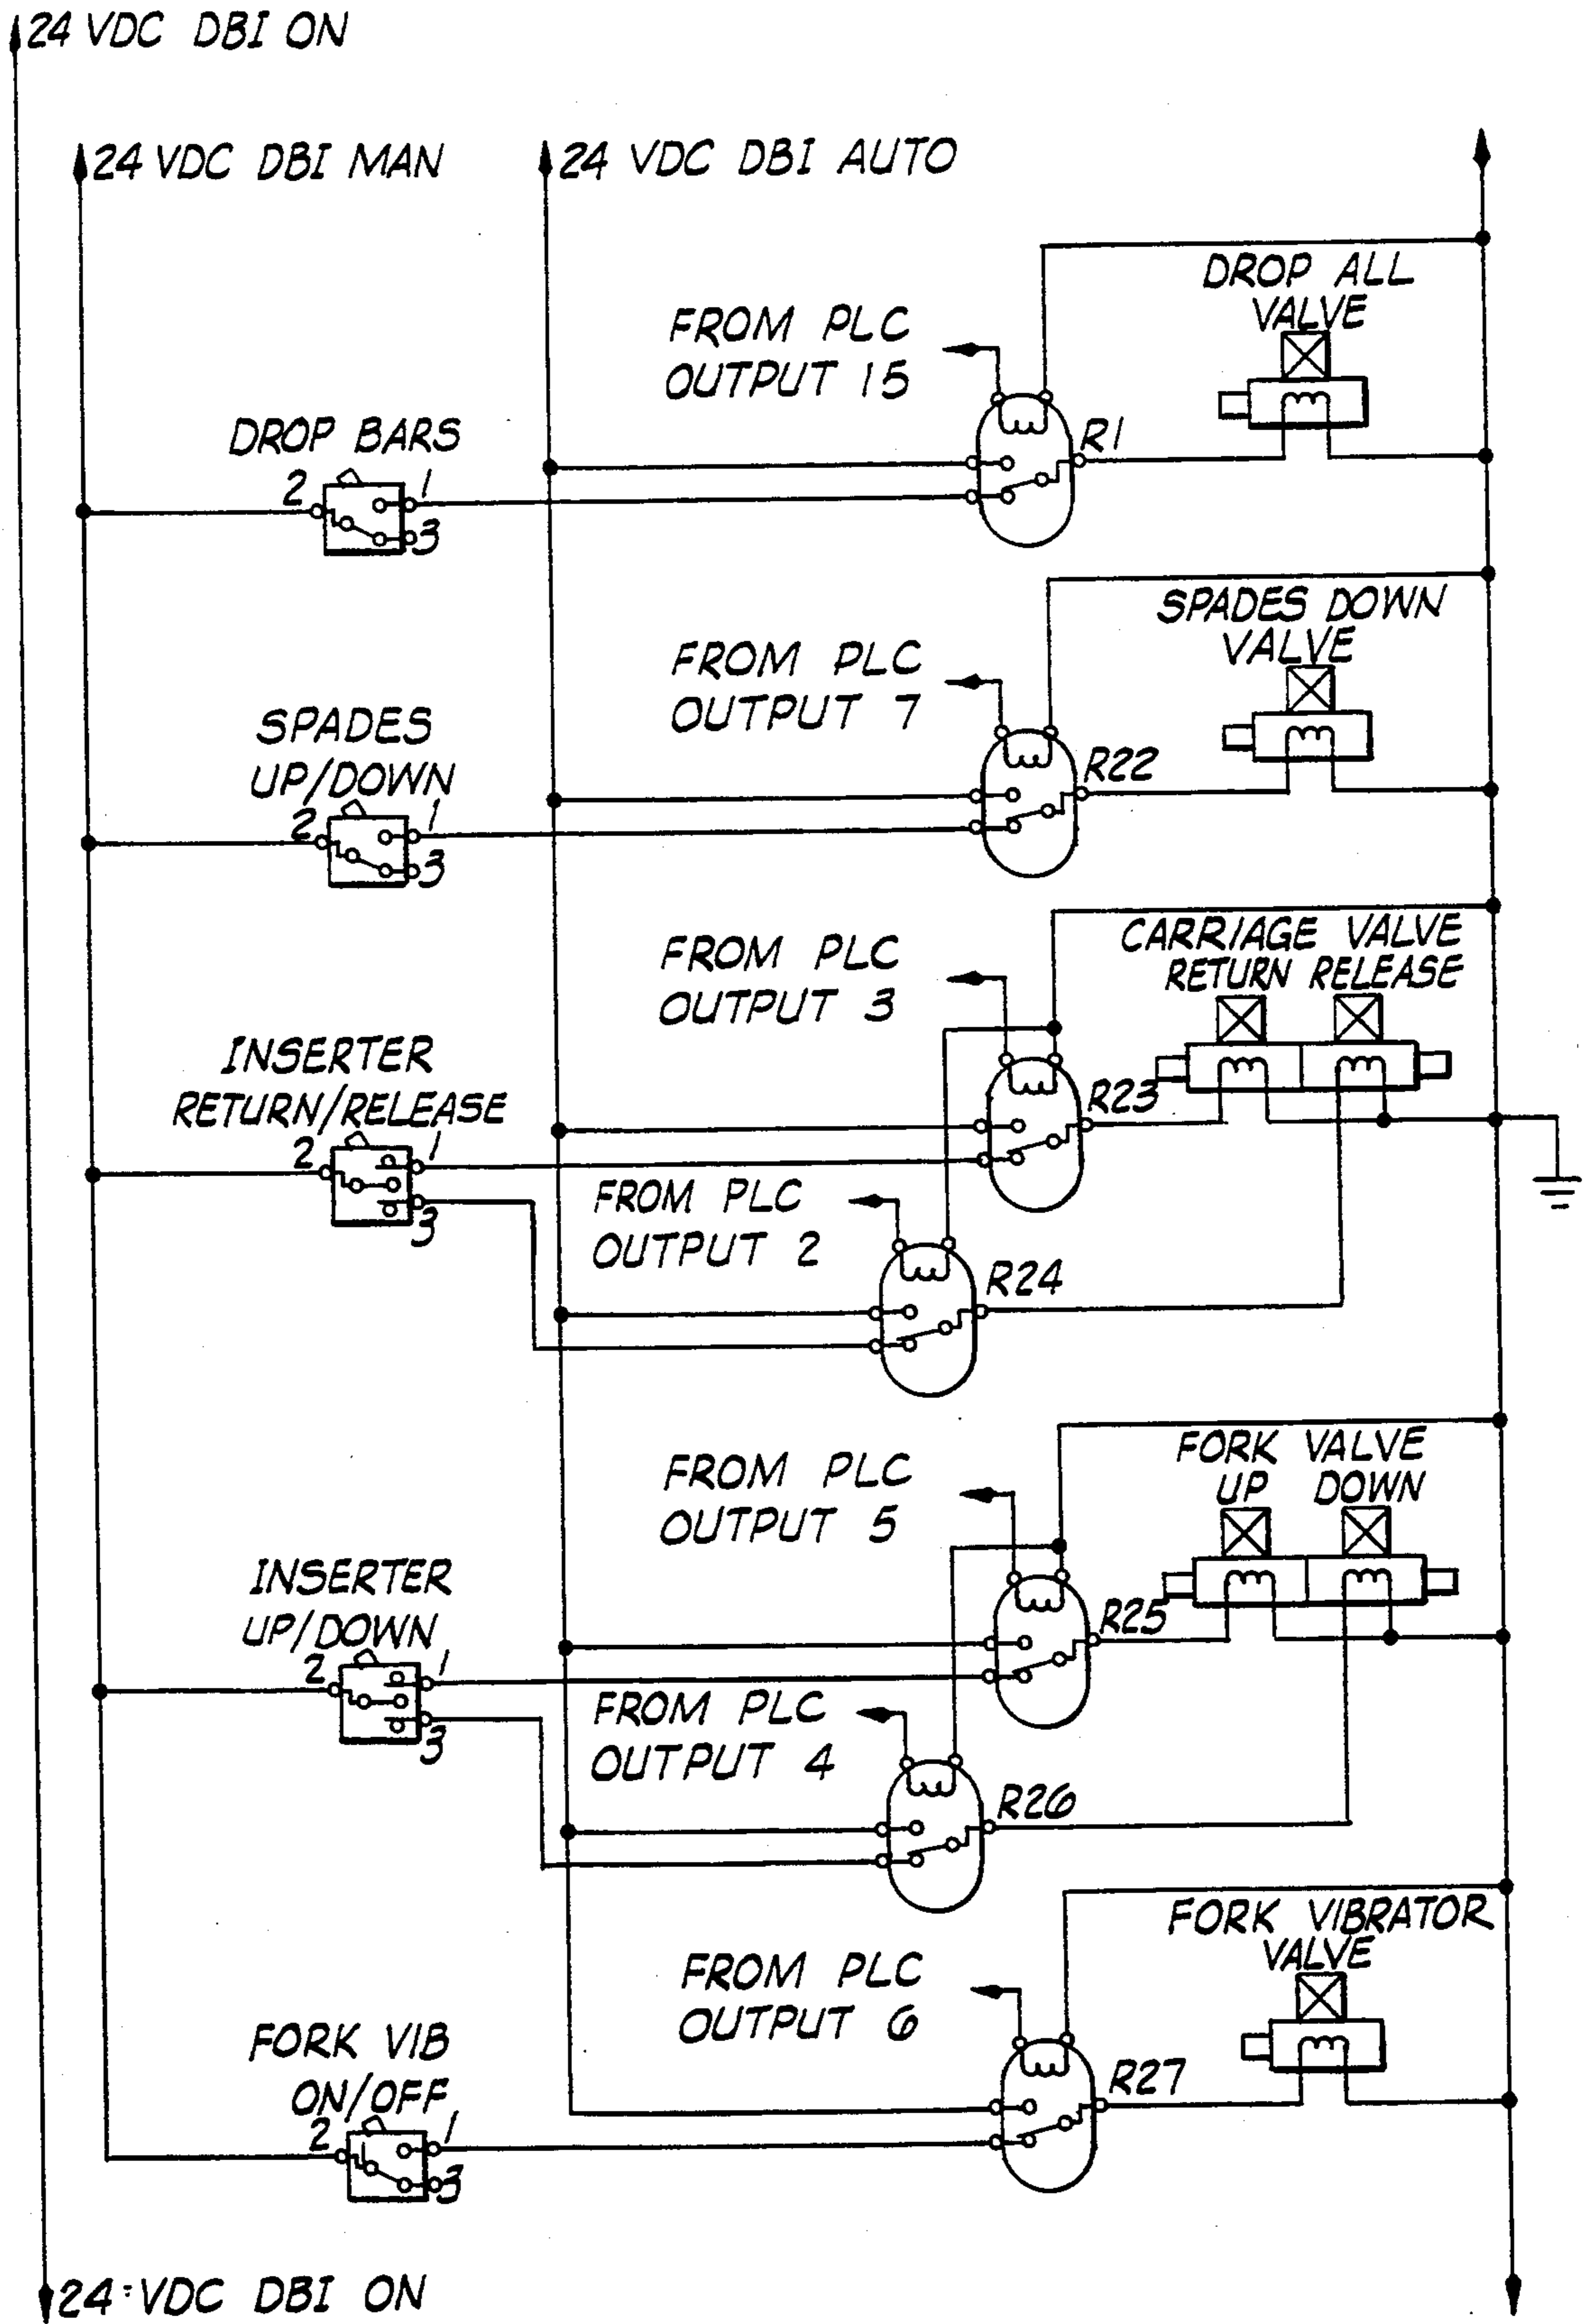 24 VDC DBI ON
24 VDC DBI MAN
24 VDC DBI AUTO
DROP ALL
VALVE
FROM PLC
OUTPUT 15
DROP BARS
2
1
3
R1
SPADES DOWN
VALVE
FROM PLC
OUTPUT 7
SPADES
UP/DOWN
2
1
3
R22
CARRIAGE VALVE
RETURN RELEASE
FROM PLC
OUTPUT 3
INSERTER
RETURN/RELEASE
2
1
3
R23
FROM PLC
OUTPUT 2
R24
FORK VALVE
UP DOWN
FROM PLC
OUTPUT 5
INSERTER
UP/DOWN
2
1
3
R25
FROM PLC
OUTPUT 4
R26
FORK VIBRATOR
VALVE
FROM PLC
OUTPUT 6
FORK VIB
ON/OFF
2
1
3
R27
24 VDC DBI ON